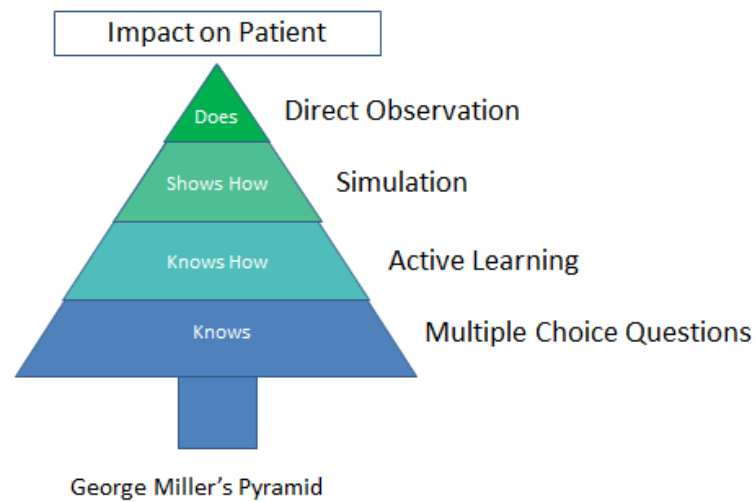 Impact on Patient
Does
Direct Observation
Shows How
Simulation
Knows How
Active Learning
Knows
Multiple Choice Questions
George Miller’s Pyramid